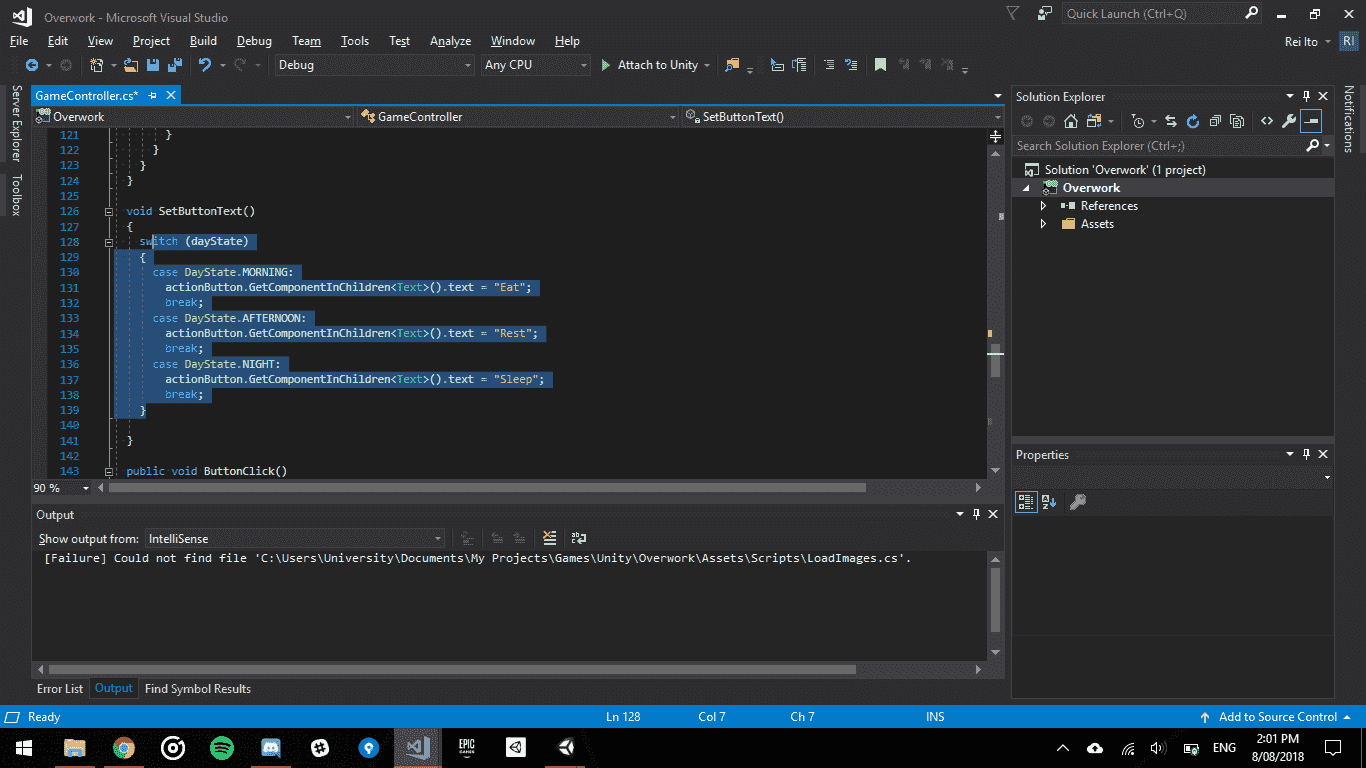 Overwork - Microsoft Visual Studio
Quick Launch (Ctrl+Q)
File Edit View Project Build Debug Team Tools Test Analyze Window Help
Rei Ito
RI
Debug
Any CPU
Attach to Unity
Server Explorer
Toolbox
GameController.cs*
Overwork
GameController
SetButtonText()
121 }
122 }
123 }
124 }
125
126 void SetButtonText()
127 {
128 switch (dayState)
129 {
130 case DayState.MORNING:
131 actionButton.GetComponentInChildren<Text>().text = "Eat";
132 break;
133 case DayState.AFTERNOON:
134 actionButton.GetComponentInChildren<Text>().text = "Rest";
135 break;
136 case DayState.NIGHT:
137 actionButton.GetComponentInChildren<Text>().text = "Sleep";
138 break;
139 }
140
141 }
142
143 public void ButtonClick()
90 %
Output
Show output from: IntelliSense
[Failure] Could not find file 'C:\Users\University\Documents\My Projects\Games\Unity\Overwork\Assets\Scripts\LoadImages.cs'.
Error List Output Find Symbol Results
Solution Explorer
Search Solution Explorer (Ctrl+;)
Solution 'Overwork' (1 project)
Overwork
References
Assets
Properties
Notifications
Ready
Ln 128
Col 7
Ch 7
INS
Add to Source Control
EPIC
GAMES
ENG
2:01 PM
8/08/2018